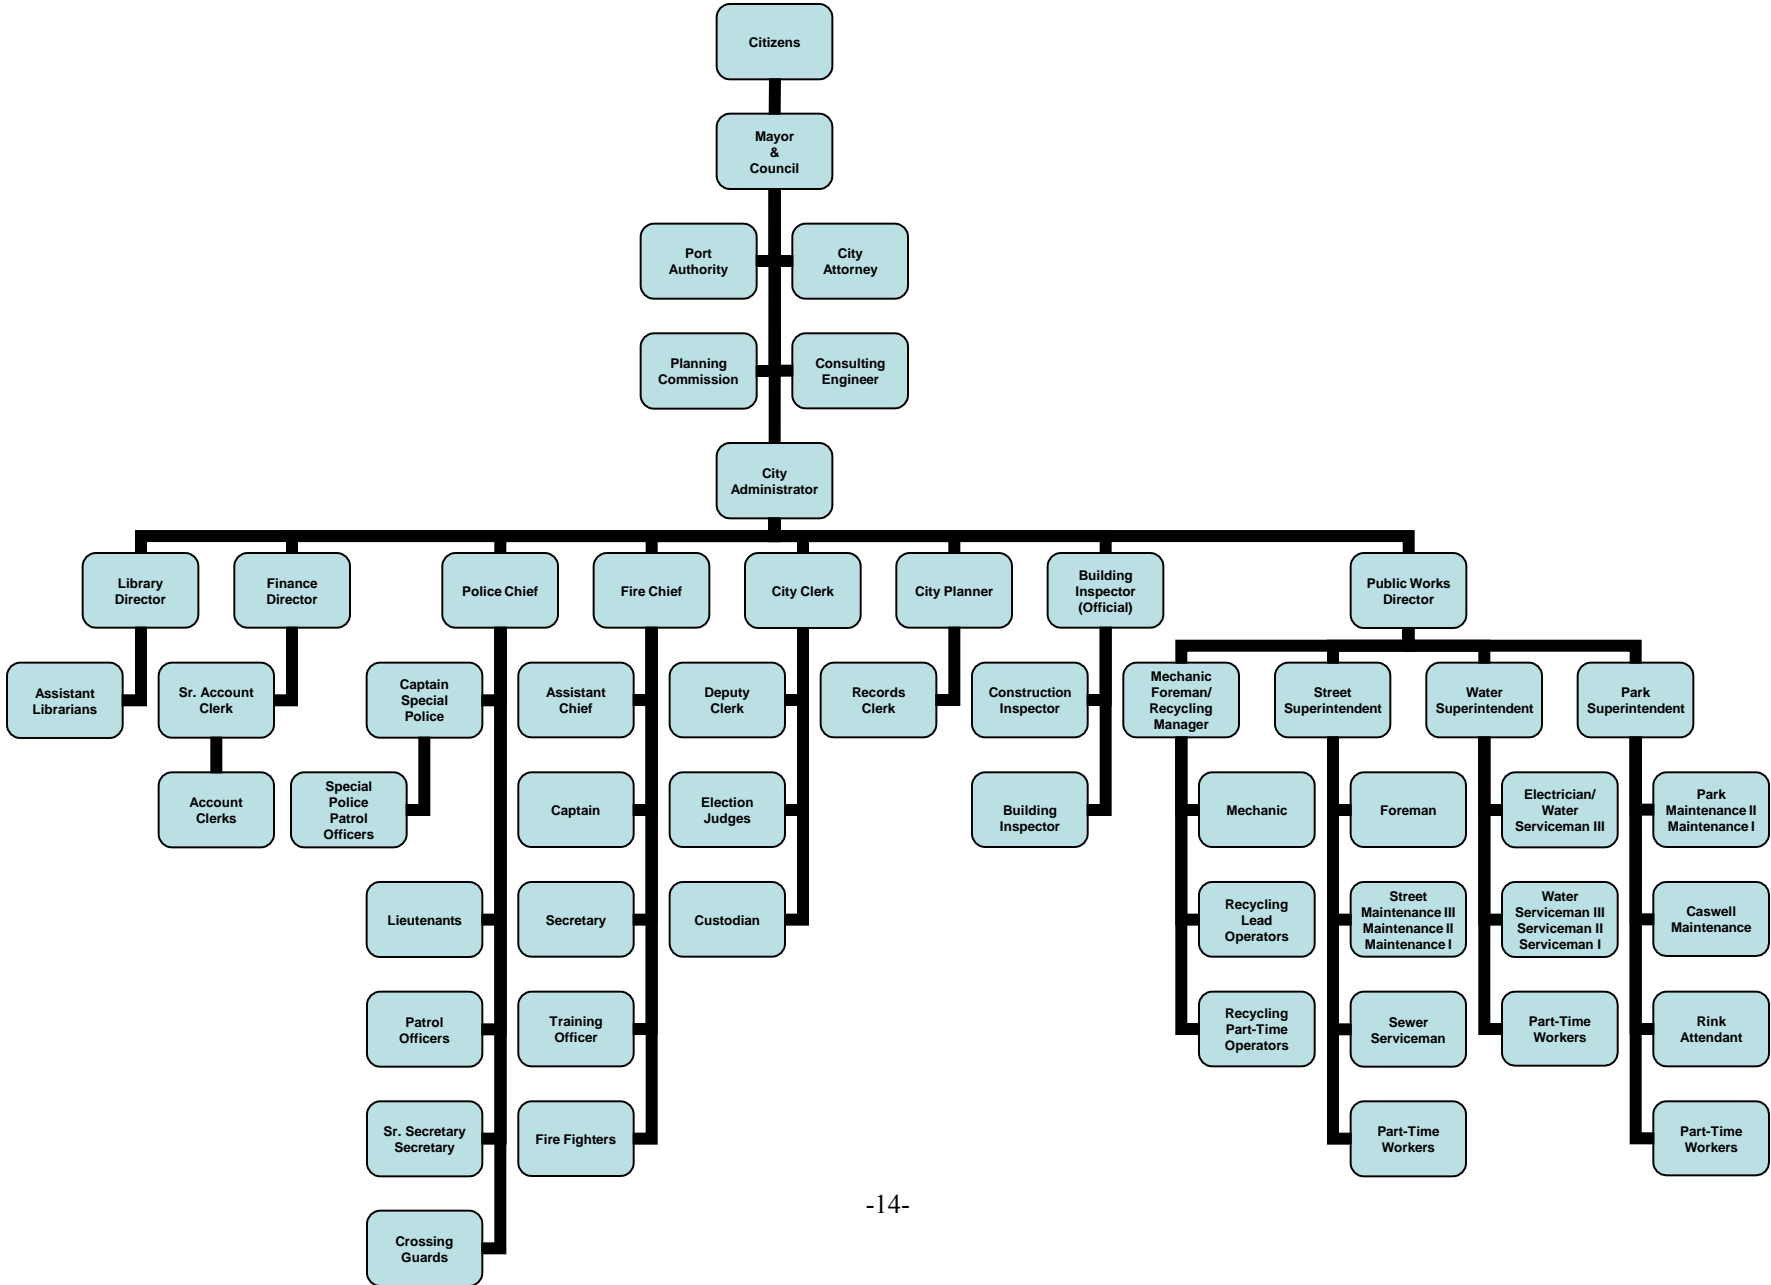 Citizens
Mayor
&
Council
Port
Authority
City
Attorney
Planning
Commission
Consulting
Engineer
City
Administrator
Library
Director
Finance
Director
Police Chief
Fire Chief
City Clerk
City Planner
Building
Inspector
(Official)
Public Works
Director
Assistant
Librarians
Sr. Account
Clerk
Captain
Special
Police
Assistant
Chief
Deputy
Clerk
Records
Clerk
Construction
Inspector
Mechanic
Foreman/
Recycling
Manager
Street
Superintendent
Water
Superintendent
Park
Superintendent
Account
Clerks
Special
Police
Patrol
Officers
Captain
Election
Judges
Building
Inspector
Mechanic
Foreman
Electrician/
Water
Serviceman III
Park
Maintenance II
Maintenance I
Lieutenants
Secretary
Custodian
Recycling
Lead
Operators
Street
Maintenance III
Maintenance II
Maintenance I
Water
Serviceman III
Serviceman II
Serviceman I
Caswell
Maintenance
Patrol
Officers
Training
Officer
Recycling
Part-Time
Operators
Sewer
Serviceman
Part-Time
Workers
Rink
Attendant
Sr. Secretary
Secretary
Fire Fighters
Part-Time
Workers
Part-Time
Workers
Crossing
Guards
-14-